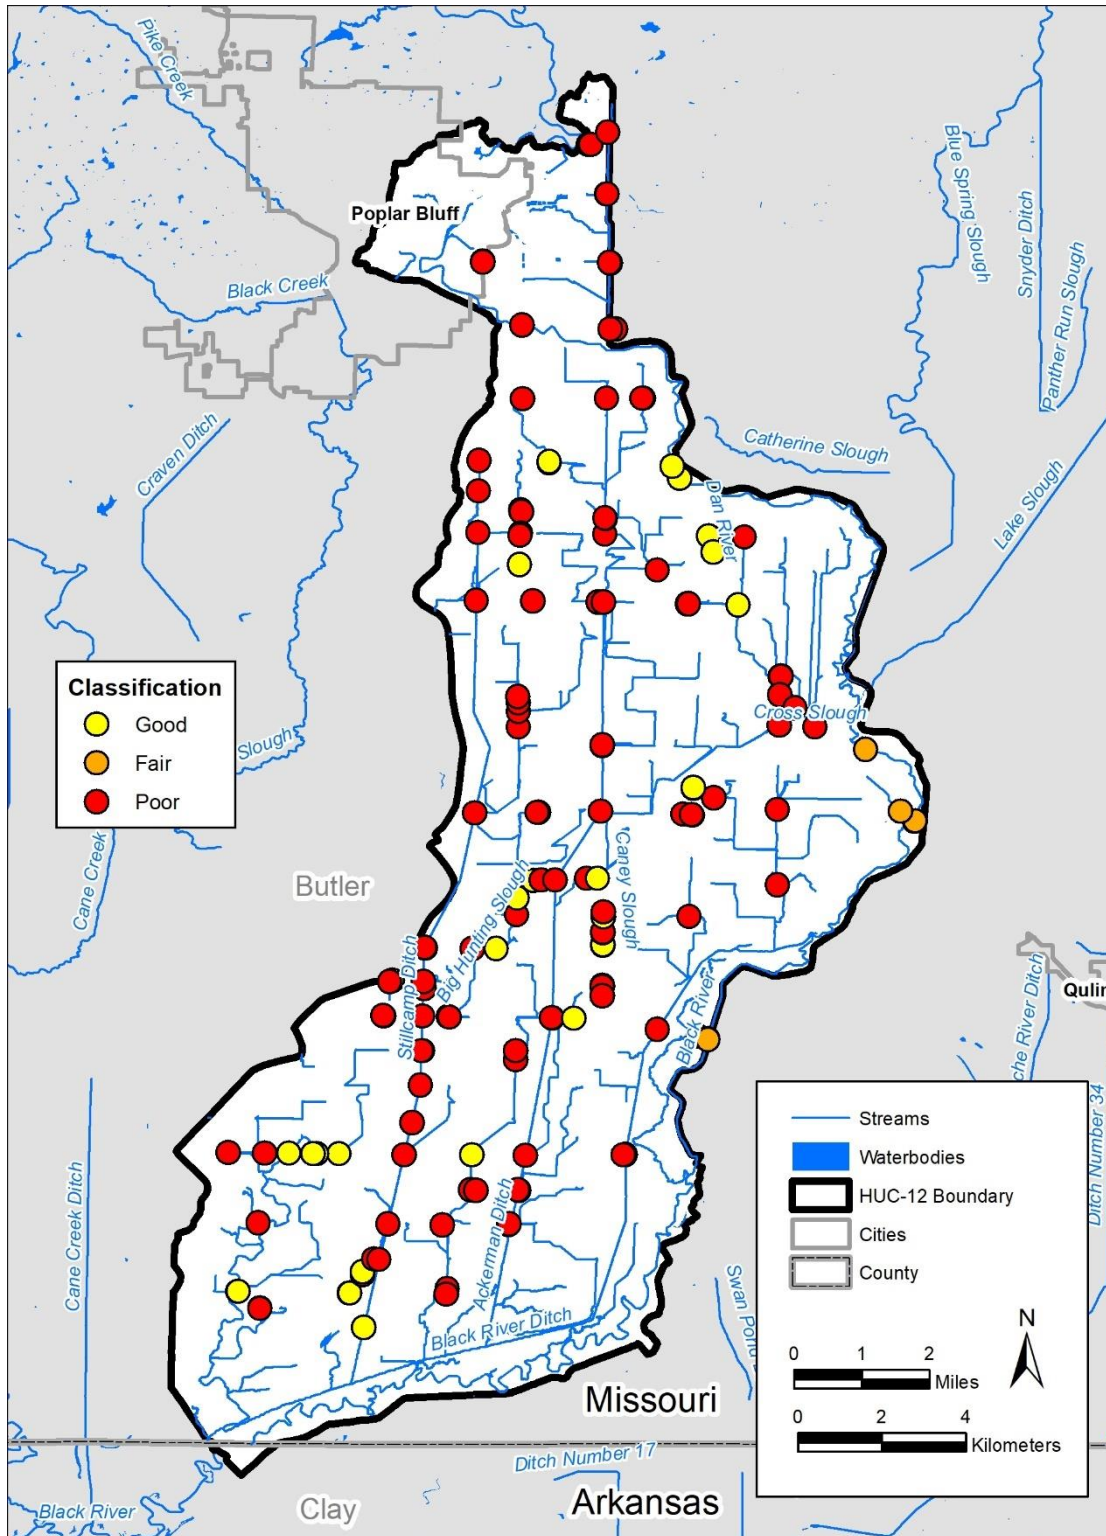 Pike Creek
Poplar Bluff
Black Creek
Blue Spring Slough
Snyder Ditch
Panther Run Slough
Craven Ditch
Catherine Slough
Dan River
Lake Slough
Classification
Good
Fair
Poor
Slough
Cross Slough
Cane Creek
Butler
Caney Slough
Big Hunting Slough
Stillcamp Ditch
Black River
Qulin
che River Ditch
Ditch Number 34
Cane Creek Ditch
Ackerman Ditch
Black River Ditch
Swan Pond
Streams
Waterbodies
HUC-12 Boundary
Cities
County
N
0 1 2
Miles
0 2 4
Kilometers
Missouri
Ditch Number 17
Arkansas
Clay
Black River